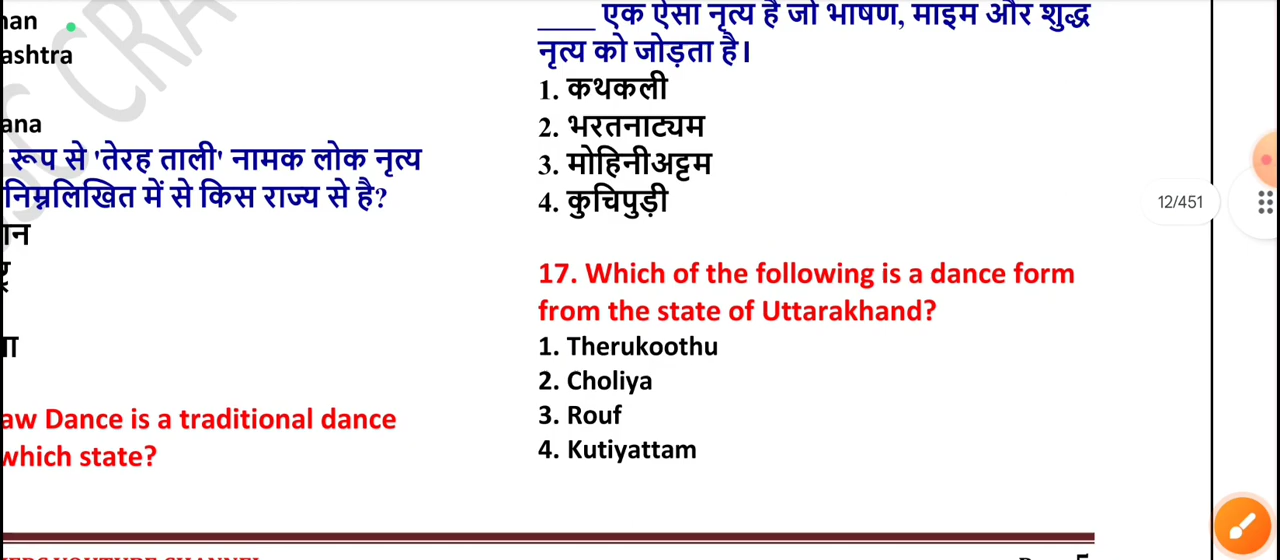 ashtra
ana
रूप से 'तेरह ताली' नामक लोक नृत्य
निम्नलिखित में से किस राज्य से है?
aw Dance is a traditional dance
which state?
____ एक ऐसा नृत्य है जो भाषण, माइम और शुद्ध
नृत्य को जोड़ता है।
1. कथकली
2. भरतनाट्यम
3. मोहिनीअट्टम
4. कुचिपुड़ी
17. Which of the following is a dance form
from the state of Uttarakhand?
1. Therukoothu
2. Choliya
3. Rouf
4. Kutiyattam
12/451